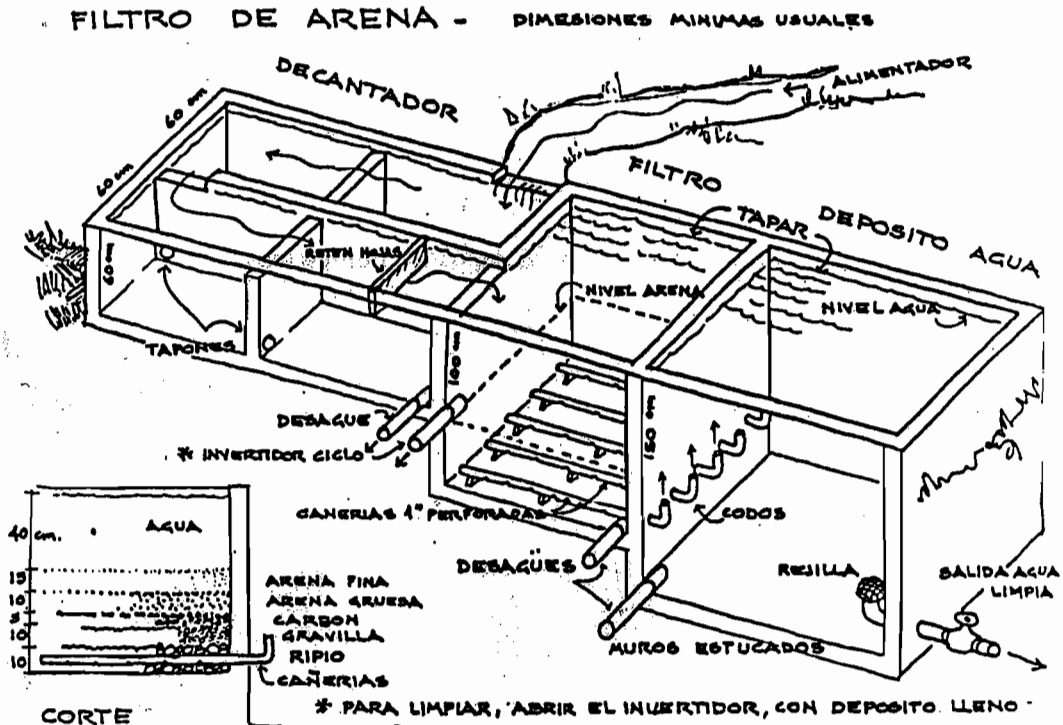 FILTRO DE ARENA - DIMESIONES MINIMAS USUALES
DECANTADOR
ALIMENTADOR
60 cm
60 cm
60 cm
FILTRO
TAPAR
DEPOSITO AGUA
RETEN HOJAS
NIVEL ARENA
NIVEL AGUA
TAPONES
100 cm
150 cm
DESAGUE
* INVERTIDOR CICLO
CANERIAS 1" PERFORADAS
CODOS
DESAGÜES
REJILLA
SALIDA AGUA
LIMPIA
MUROS ESTUCADOS
40 cm.
AGUA
15
10
5
10
10
ARENA FINA
ARENA GRUESA
CARBON
GRAVILLA
RIPIO
CAÑERIAS
CORTE
* PARA LIMPIAR, ABRIR EL INVERTIDOR, CON DEPOSITO LLENO -